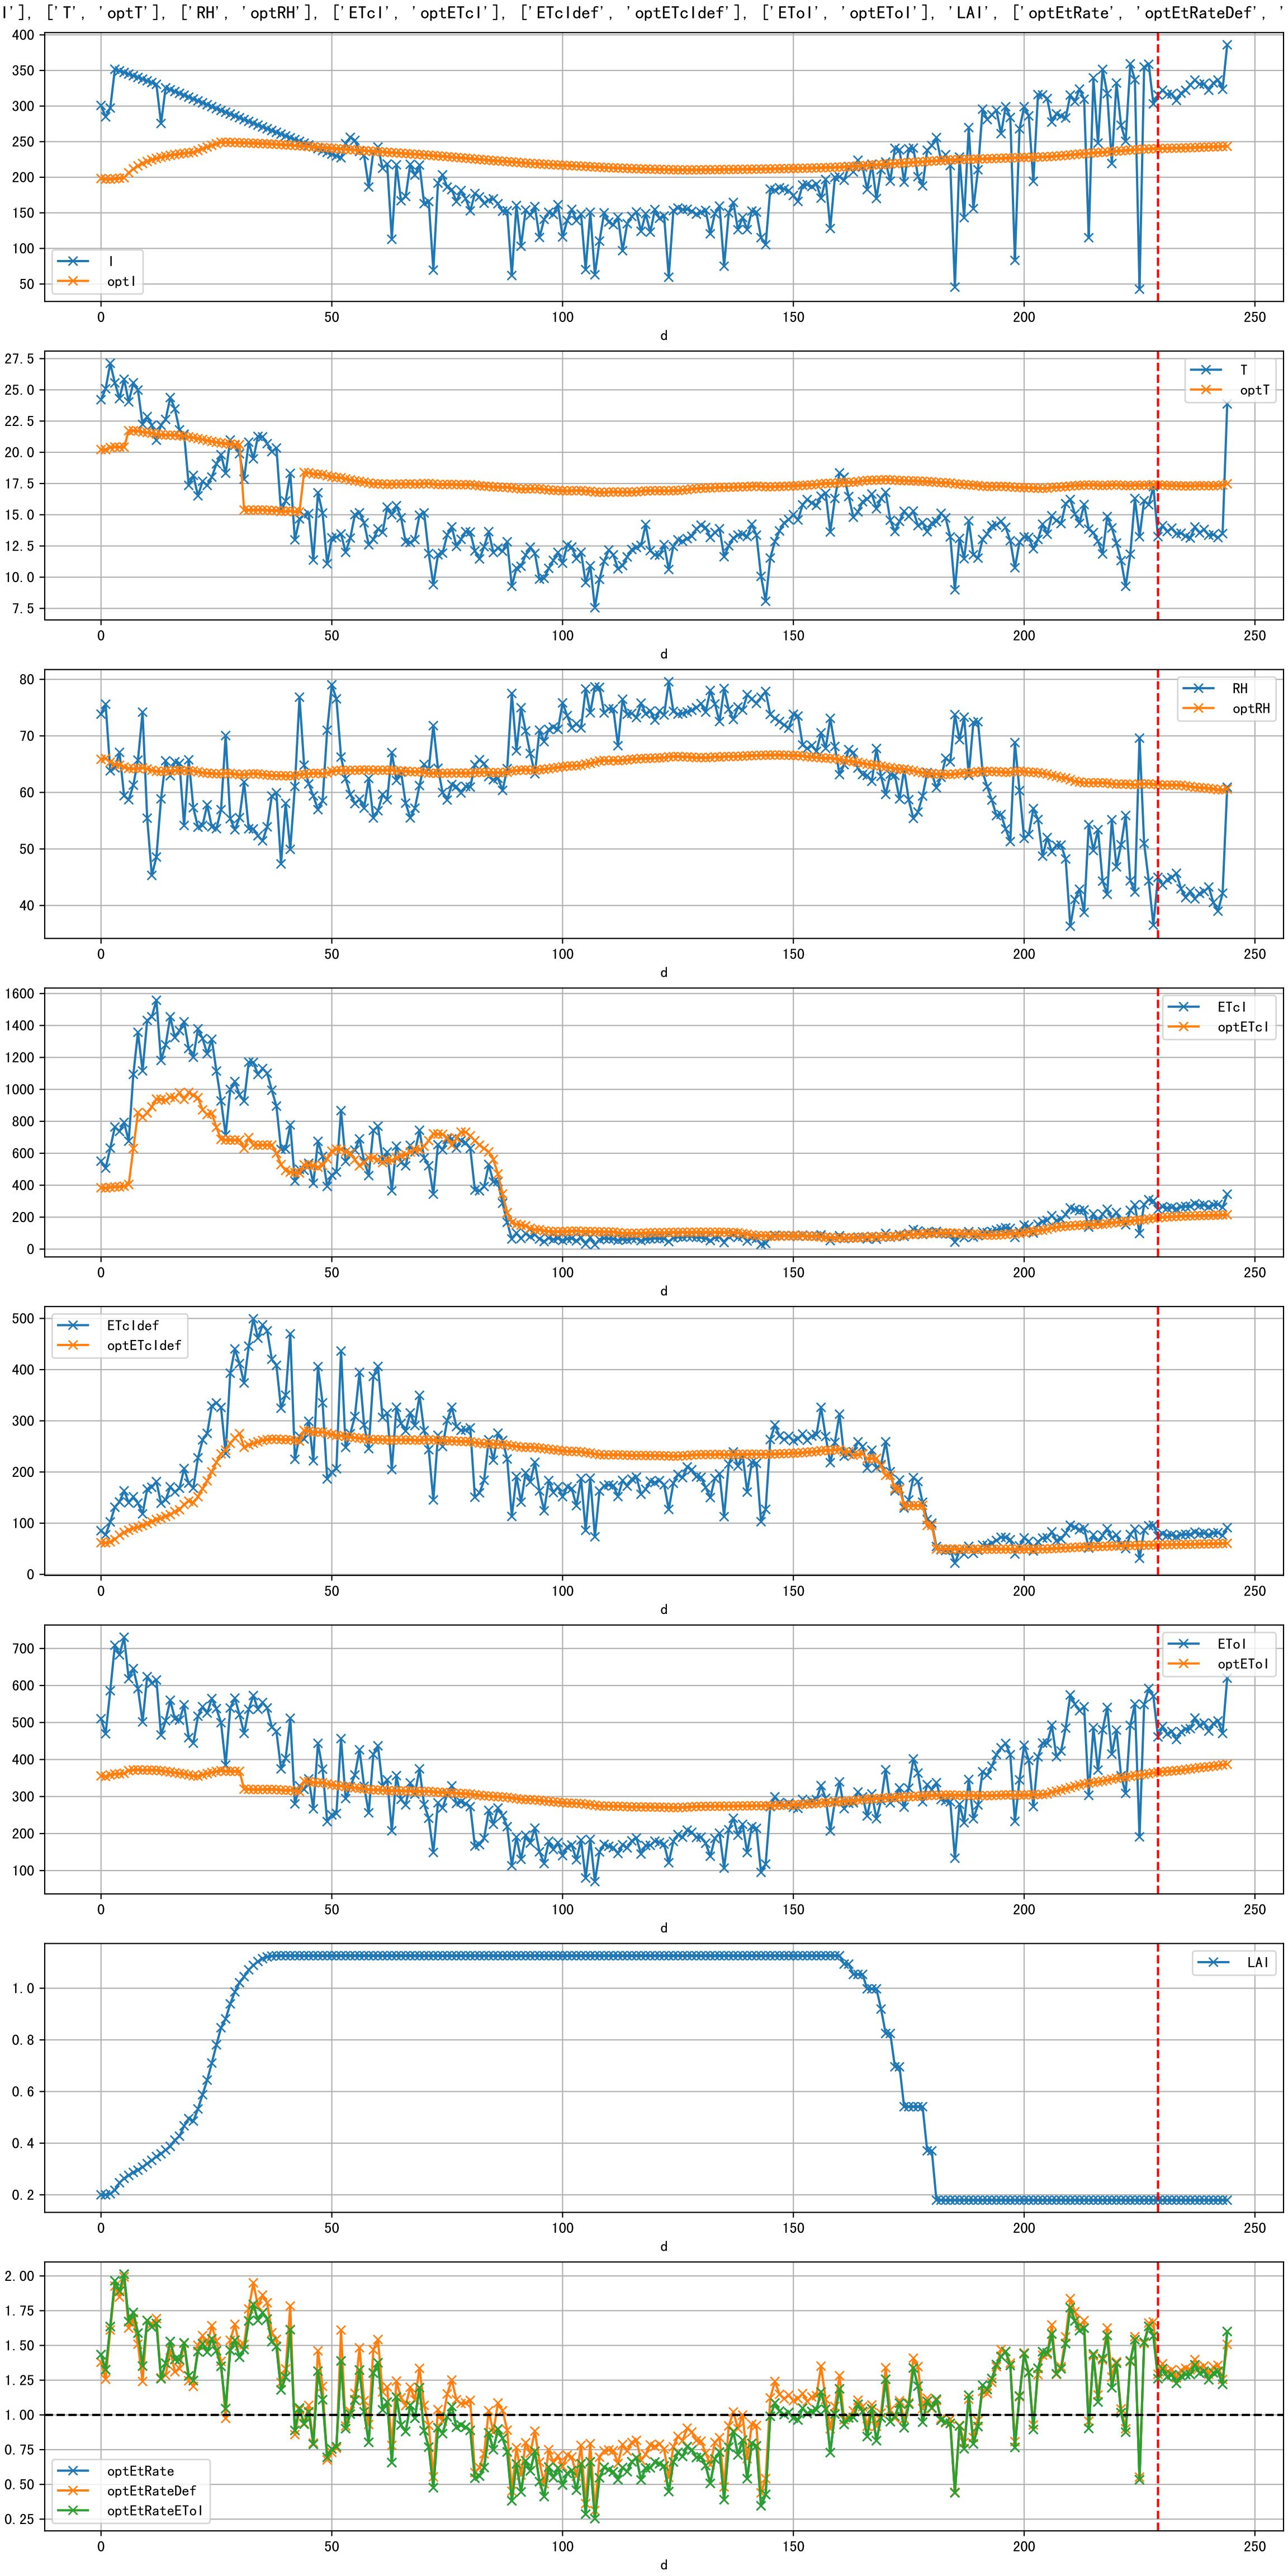 I'], ['T', 'optT'], ['RH', 'optRH'], ['ETcI', 'optETcI'], ['ETcIdef', 'optETcIdef'], ['EToI', 'optEToI'], 'LAI', ['optEtRate', 'optEtRateDef', '
400
350
300
250
200
150
100
50
I
optI
0 50 100 150 200 250
d
27.5
25.0
22.5
20.0
17.5
15.0
12.5
10.0
7.5
T
optT
0 50 100 150 200 250
d
80
70
60
50
40
RH
optRH
0 50 100 150 200 250
d
1600
1400
1200
1000
800
600
400
200
0
ETcI
optETcI
0 50 100 150 200 250
d
500
400
300
200
100
0
ETcIdef
optETcIdef
0 50 100 150 200 250
d
700
600
500
400
300
200
100
EToI
optEToI
0 50 100 150 200 250
d
1.0
0.8
0.6
0.4
0.2
LAI
0 50 100 150 200 250
d
2.00
1.75
1.50
1.25
1.00
0.75
0.50
0.25
optEtRate
optEtRateDef
optEtRateEToI
0 50 100 150 200 250
d